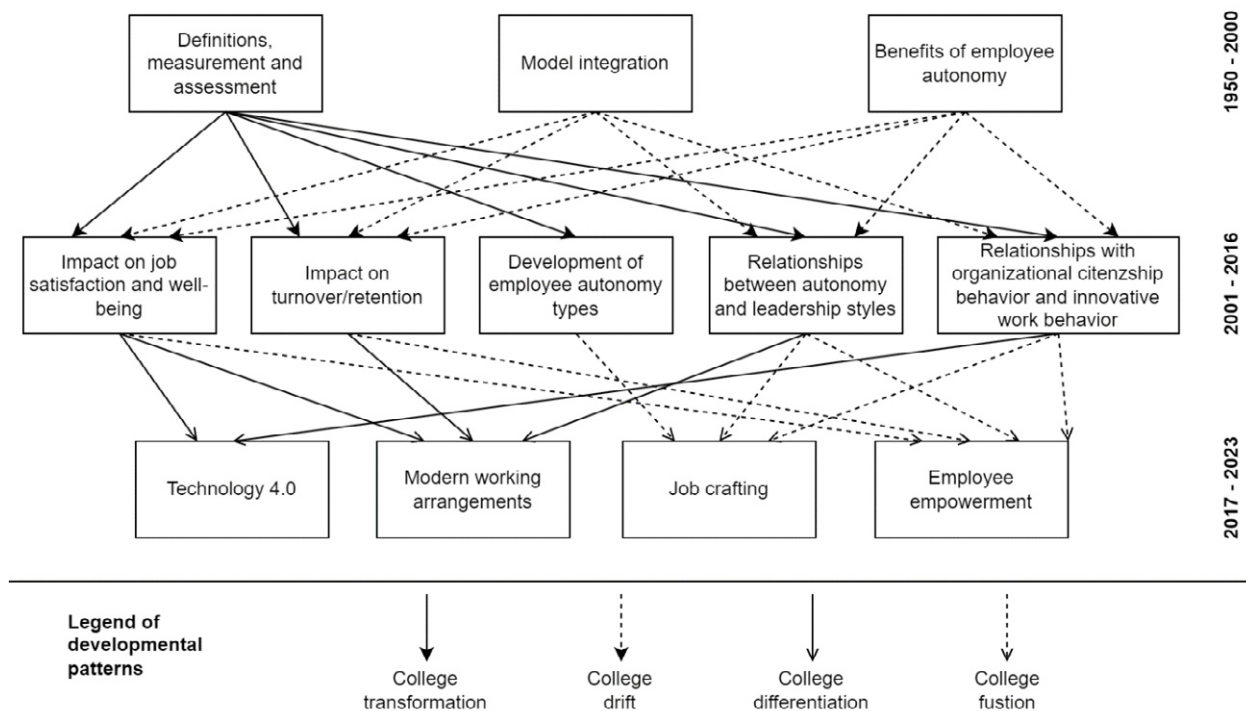 Definitions,
measurement and
assessment
Model integration
Benefits of employee
autonomy
1950 - 2000
Impact on job
satisfaction and well-
being
Impact on
turnover/retention
Development of
employee autonomy
types
Relationships
between autonomy
and leadership styles
Relationships with
organizational citenzship
behavior and innovative
work behavior
2001 - 2016
Technology 4.0
Modern working
arrangements
Job crafting
Employee
empowerment
2017 - 2023
Legend of
developmental
patterns
College
transformation
College
drift
College
differentiation
College
fustion